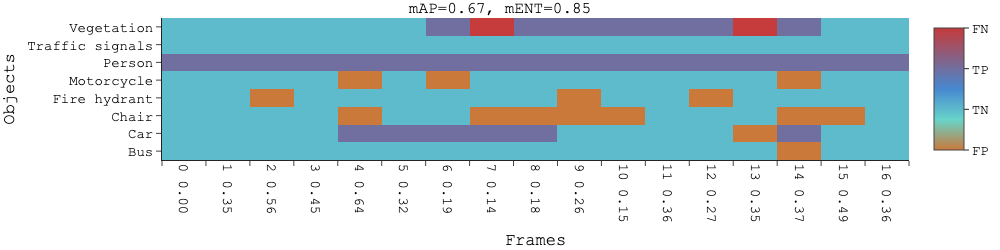 mAP=0.67, mENT=0.85
Objects
Vegetation
Traffic signals
Person
Motorcycle
Fire hydrant
Chair
Car
Bus
0 0.00
1 0.35
2 0.56
3 0.45
4 0.64
5 0.32
6 0.19
7 0.14
8 0.18
9 0.26
10 0.15
11 0.36
12 0.27
13 0.35
14 0.37
15 0.49
16 0.36
Frames
FN
TP
TN
FP